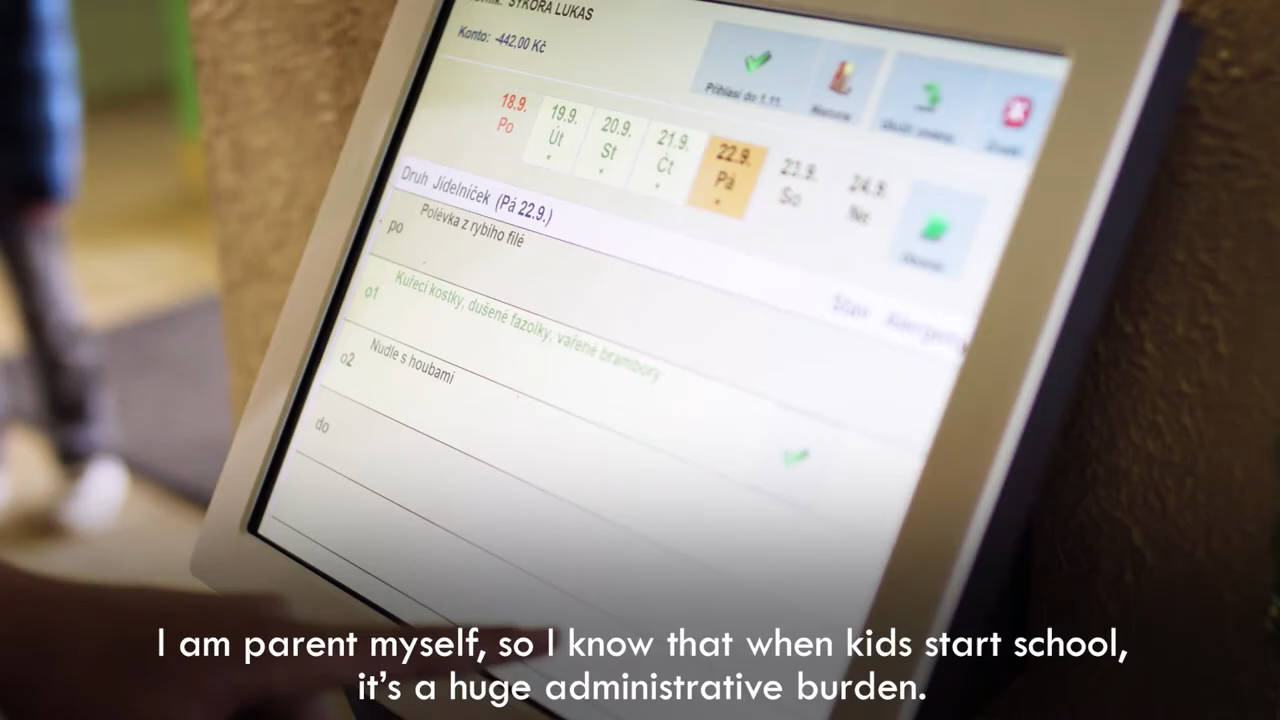 SÝKORA LUKÁŠ
Konto: -442,00 Kč
Přihlásí do 1.11.
18.9. 19.9. 20.9. 21.9. 22.9. 23.9. 24.9.
Po Út St Čt Pá So Ne
Druh Jídelníček (Pá 22.9.) Stav
po Polévka z rybího filé
o1 Kuřecí kostky, dušené fazolky, vařené brambory
o2 Nudle s houbami
do
I am parent myself, so I know that when kids start school,
it's a huge administrative burden.